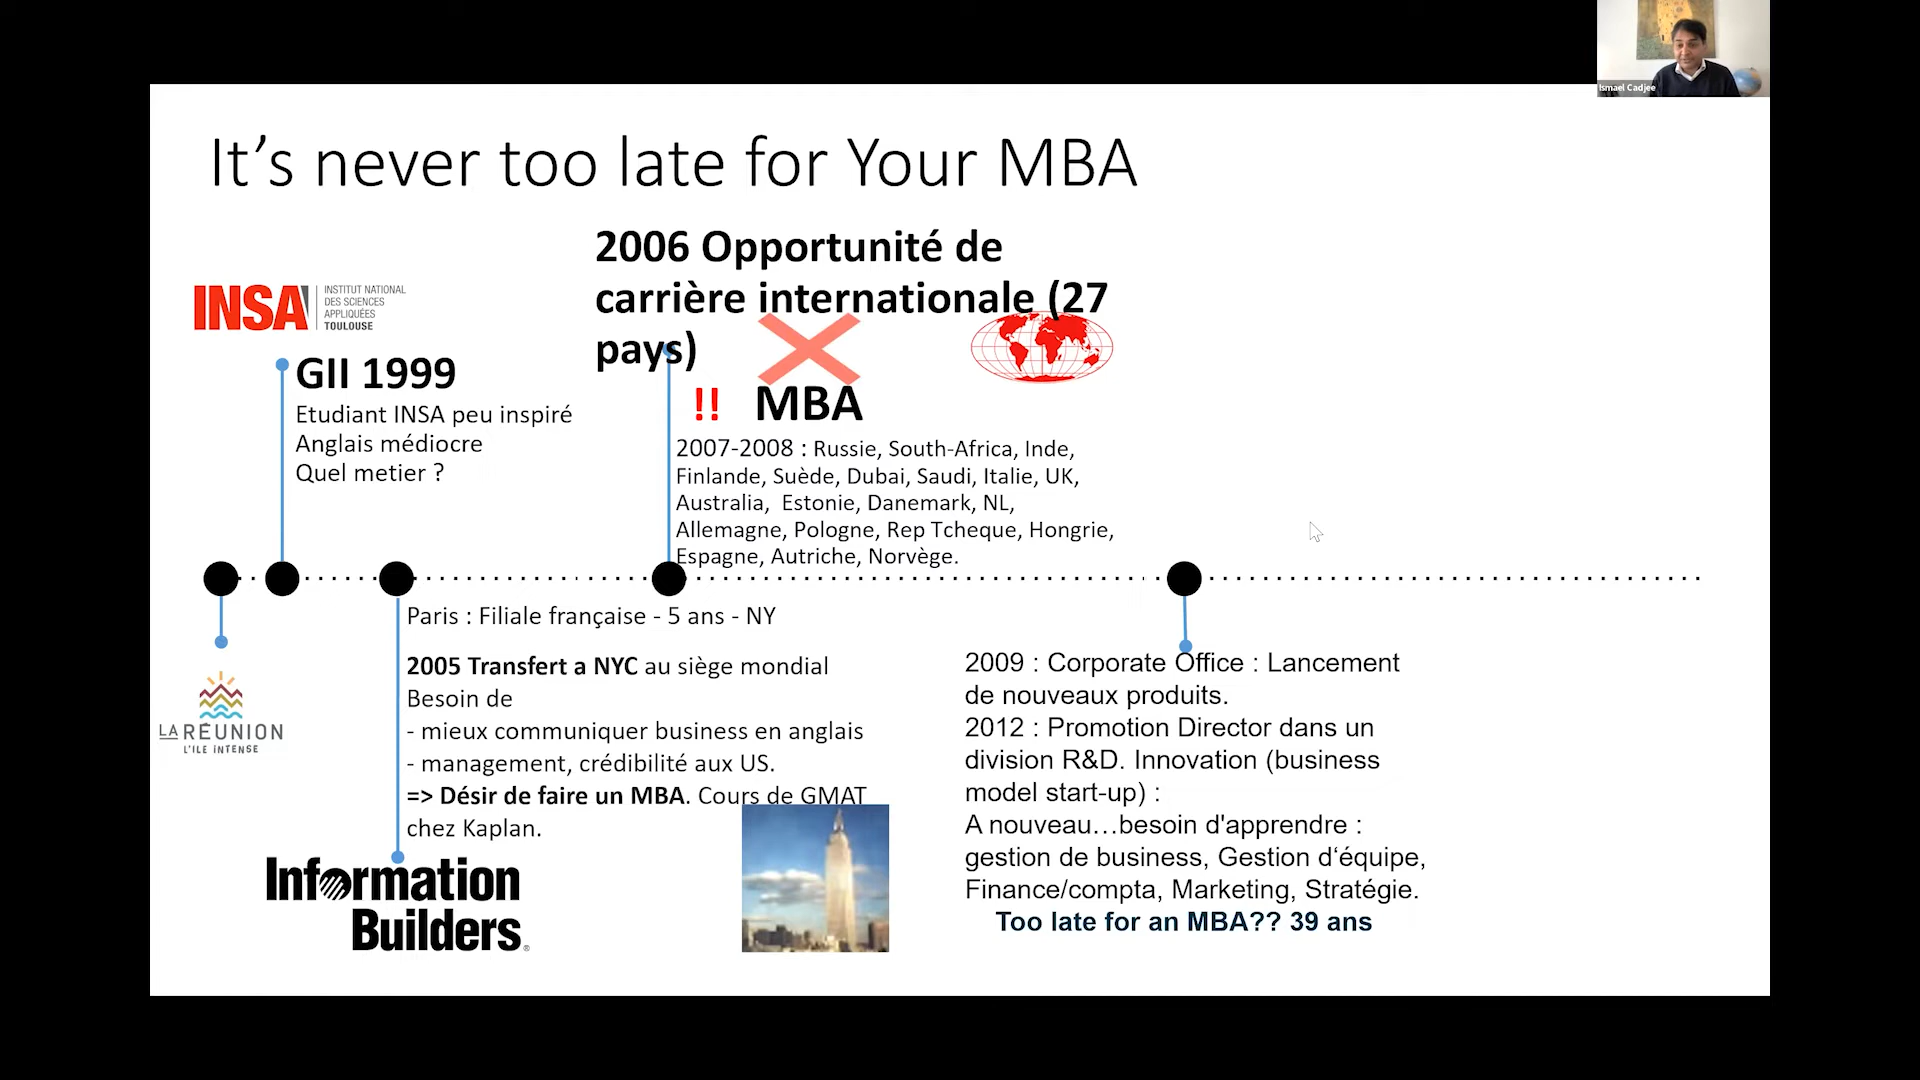 Ismael Cadjee
It’s never too late for Your MBA
INSA
INSTITUT NATIONAL
DES SCIENCES
APPLIQUÉES
TOULOUSE
GII 1999
Etudiant INSA peu inspiré
Anglais médiocre
Quel metier ?
2006 Opportunité de
carrière internationale (27
pays)
!! MBA
2007-2008 : Russie, South-Africa, Inde,
Finlande, Suède, Dubai, Saudi, Italie, UK,
Australia, Estonie, Danemark, NL,
Allemagne, Pologne, Rep Tcheque, Hongrie,
Espagne, Autriche, Norvège.
LA RÉUNION
L'ILE INTENSE
Paris : Filiale française - 5 ans - NY
2005 Transfert a NYC au siège mondial
Besoin de
- mieux communiquer business en anglais
- management, crédibilité aux US.
=> Désir de faire un MBA. Cours de GMAT
chez Kaplan.
Information
Builders®
2009 : Corporate Office : Lancement
de nouveaux produits.
2012 : Promotion Director dans un
division R&D. Innovation (business
model start-up) :
A nouveau…besoin d'apprendre :
gestion de business, Gestion d‘équipe,
Finance/compta, Marketing, Stratégie.
Too late for an MBA?? 39 ans